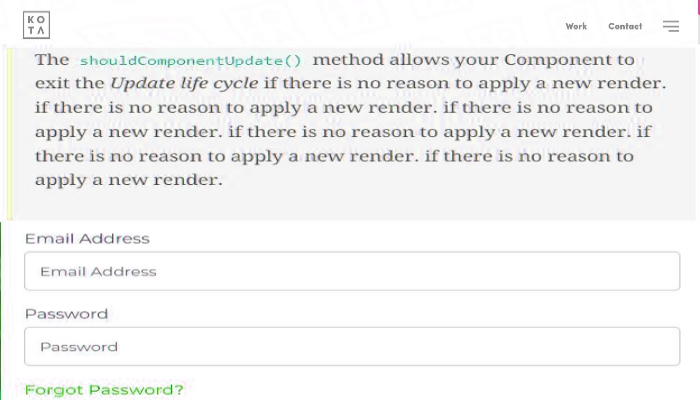 KO
TA
Work Contact
The shouldComponentUpdate() method allows your Component to
exit the Update life cycle if there is no reason to apply a new render.
if there is no reason to apply a new render. if there is no reason to
apply a new render. if there is no reason to apply a new render. if
there is no reason to apply a new render. if there is no reason to
apply a new render.
Email Address
Email Address
Password
Password
Forgot Password?